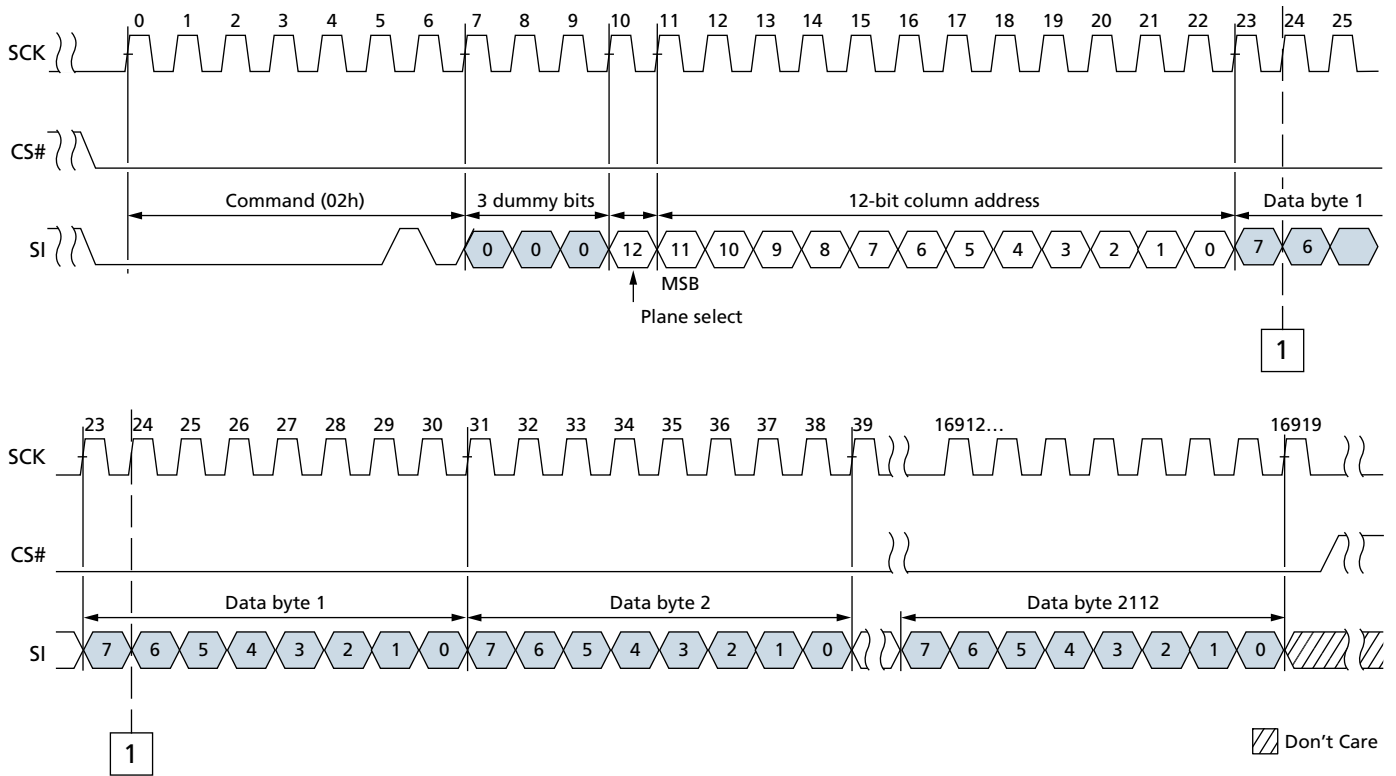 0 1 2 3 4 5 6 7 8 9 10 11 12 13 14 15 16 17 18 19 20 21 22 23 24 25
SCK
CS#
Command (02h) 3 dummy bits 12-bit column address Data byte 1
SI 0 0 0 12 11 10 9 8 7 6 5 4 3 2 1 0 7 6
MSB
Plane select
1
23 24 25 26 27 28 29 30 31 32 33 34 35 36 37 38 39 16912... 16919
SCK
CS#
Data byte 1 Data byte 2 Data byte 2112
SI 7 6 5 4 3 2 1 0 7 6 5 4 3 2 1 0 7 6 5 4 3 2 1 0
1
Don't Care